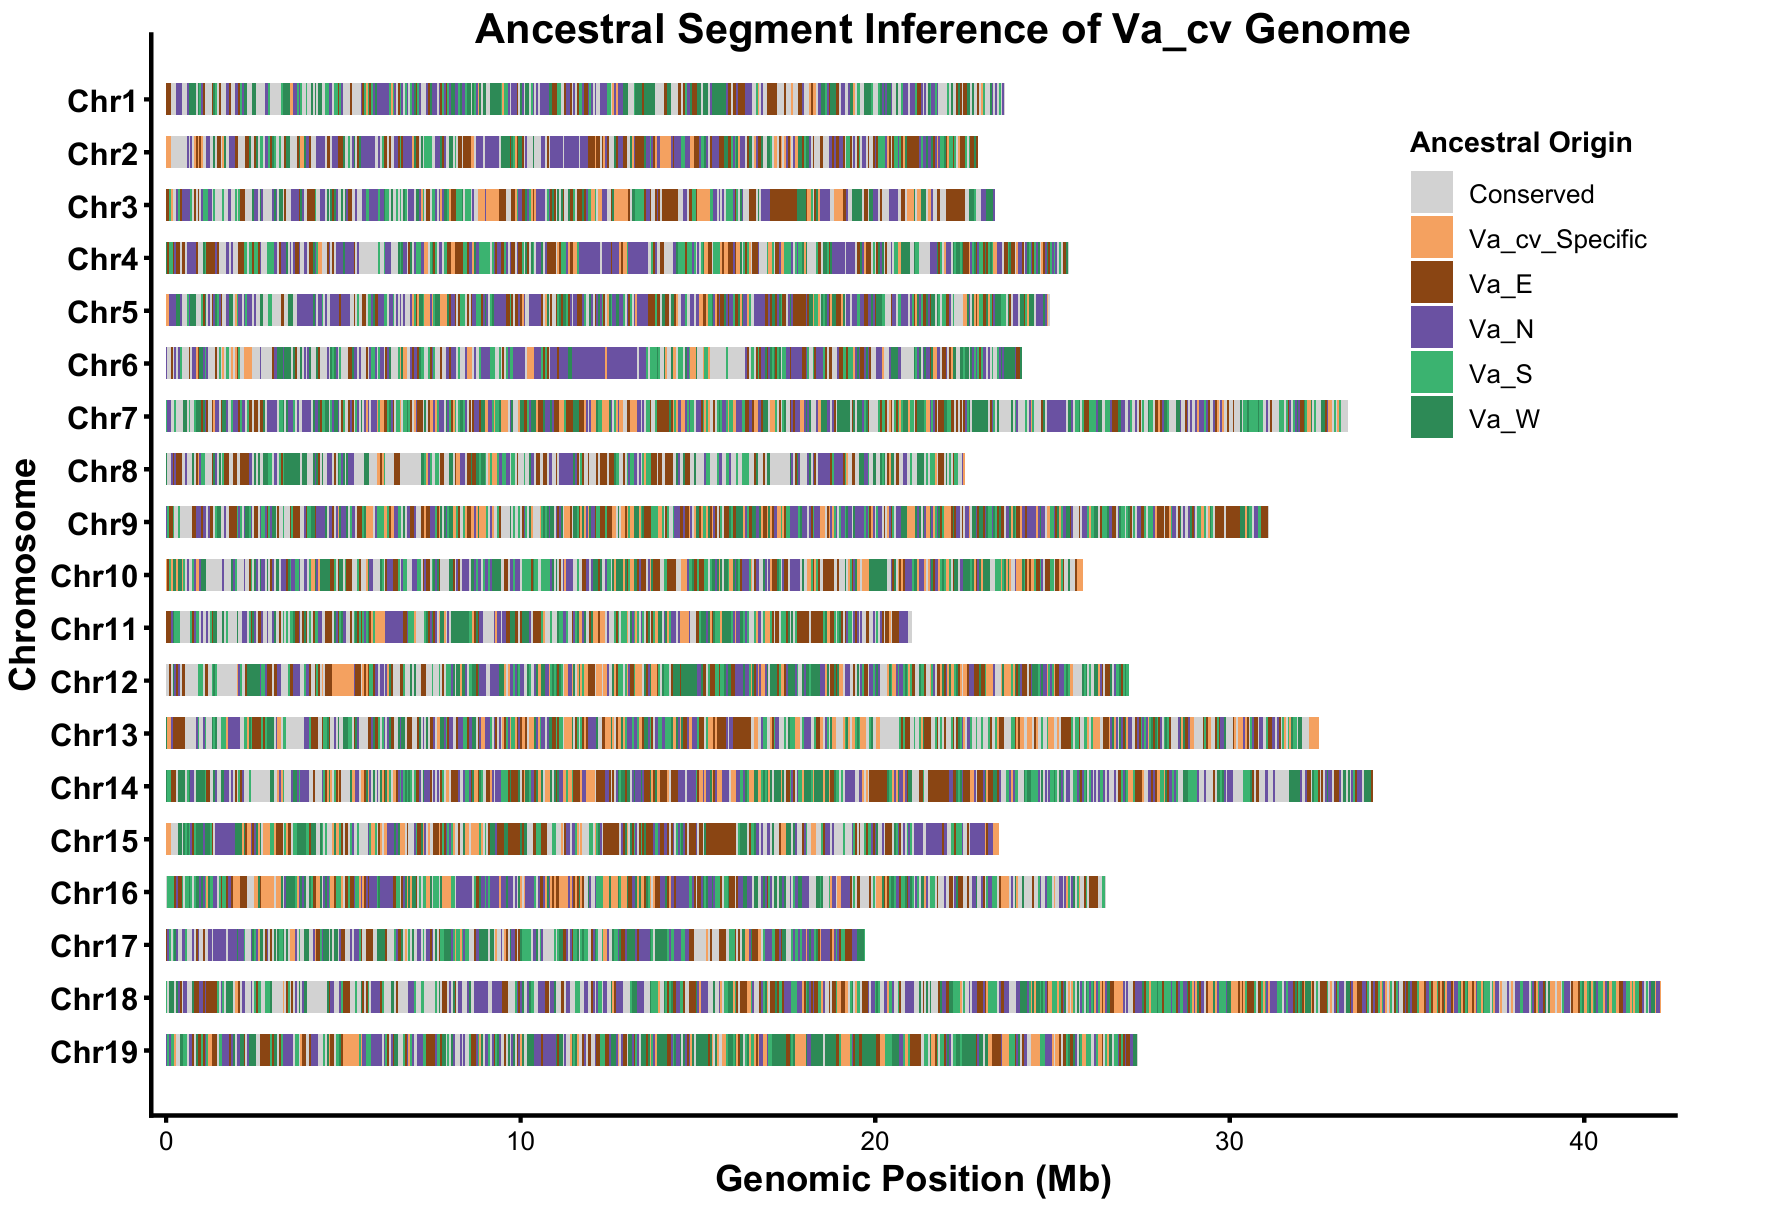 Ancestral Segment Inference of Va_cv Genome
Chromosome
Chr1
Chr2
Chr3
Chr4
Chr5
Chr6
Chr7
Chr8
Chr9
Chr10
Chr11
Chr12
Chr13
Chr14
Chr15
Chr16
Chr17
Chr18
Chr19
Ancestral Origin
Conserved
Va_cv_Specific
Va_E
Va_N
Va_S
Va_W
0 10 20 30 40
Genomic Position (Mb)